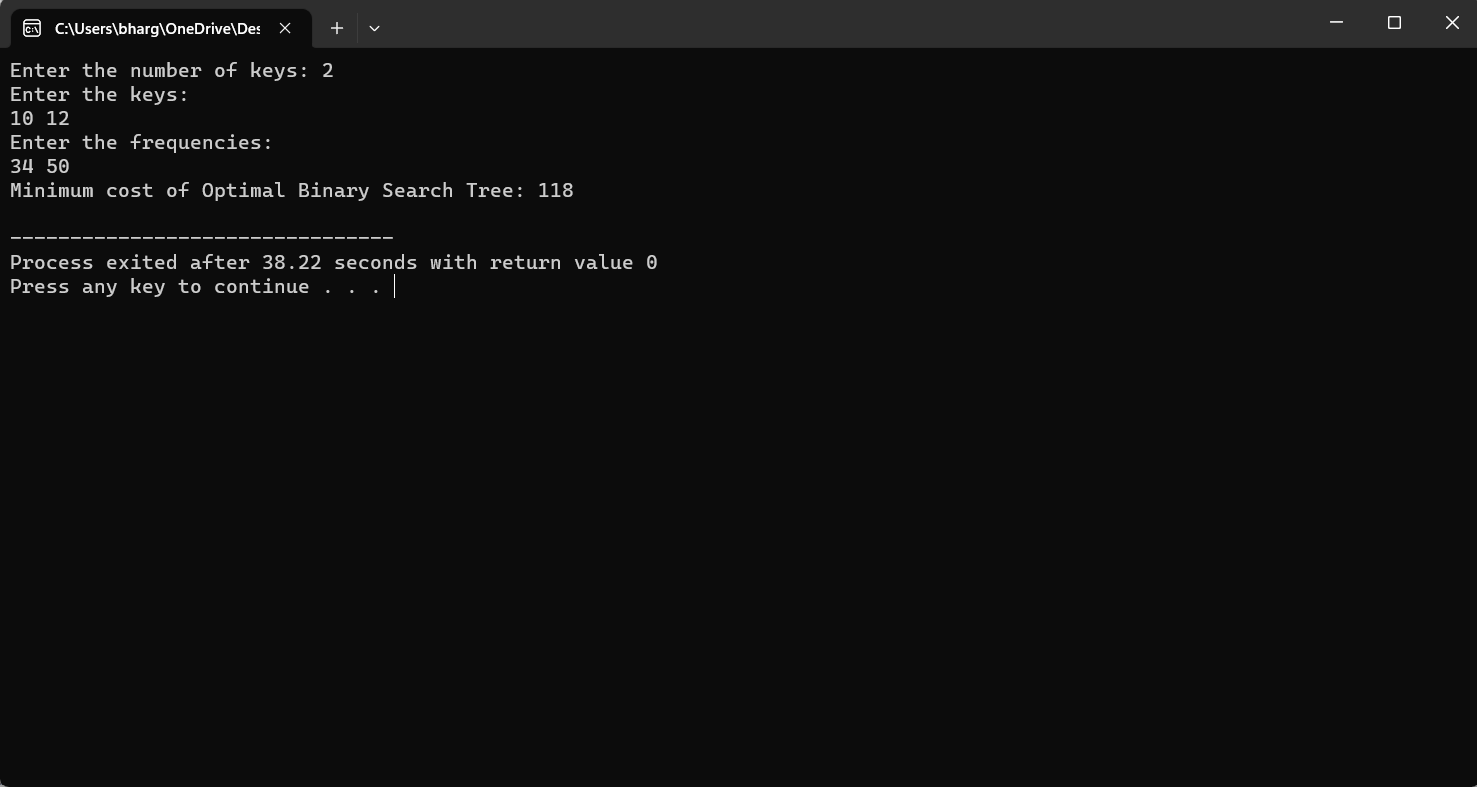 C:\Users\bharg\OneDrive\Des
Enter the number of keys: 2
Enter the keys:
10 12
Enter the frequencies:
34 50
Minimum cost of Optimal Binary Search Tree: 118
--------------------------------
Process exited after 38.22 seconds with return value 0
Press any key to continue . . .